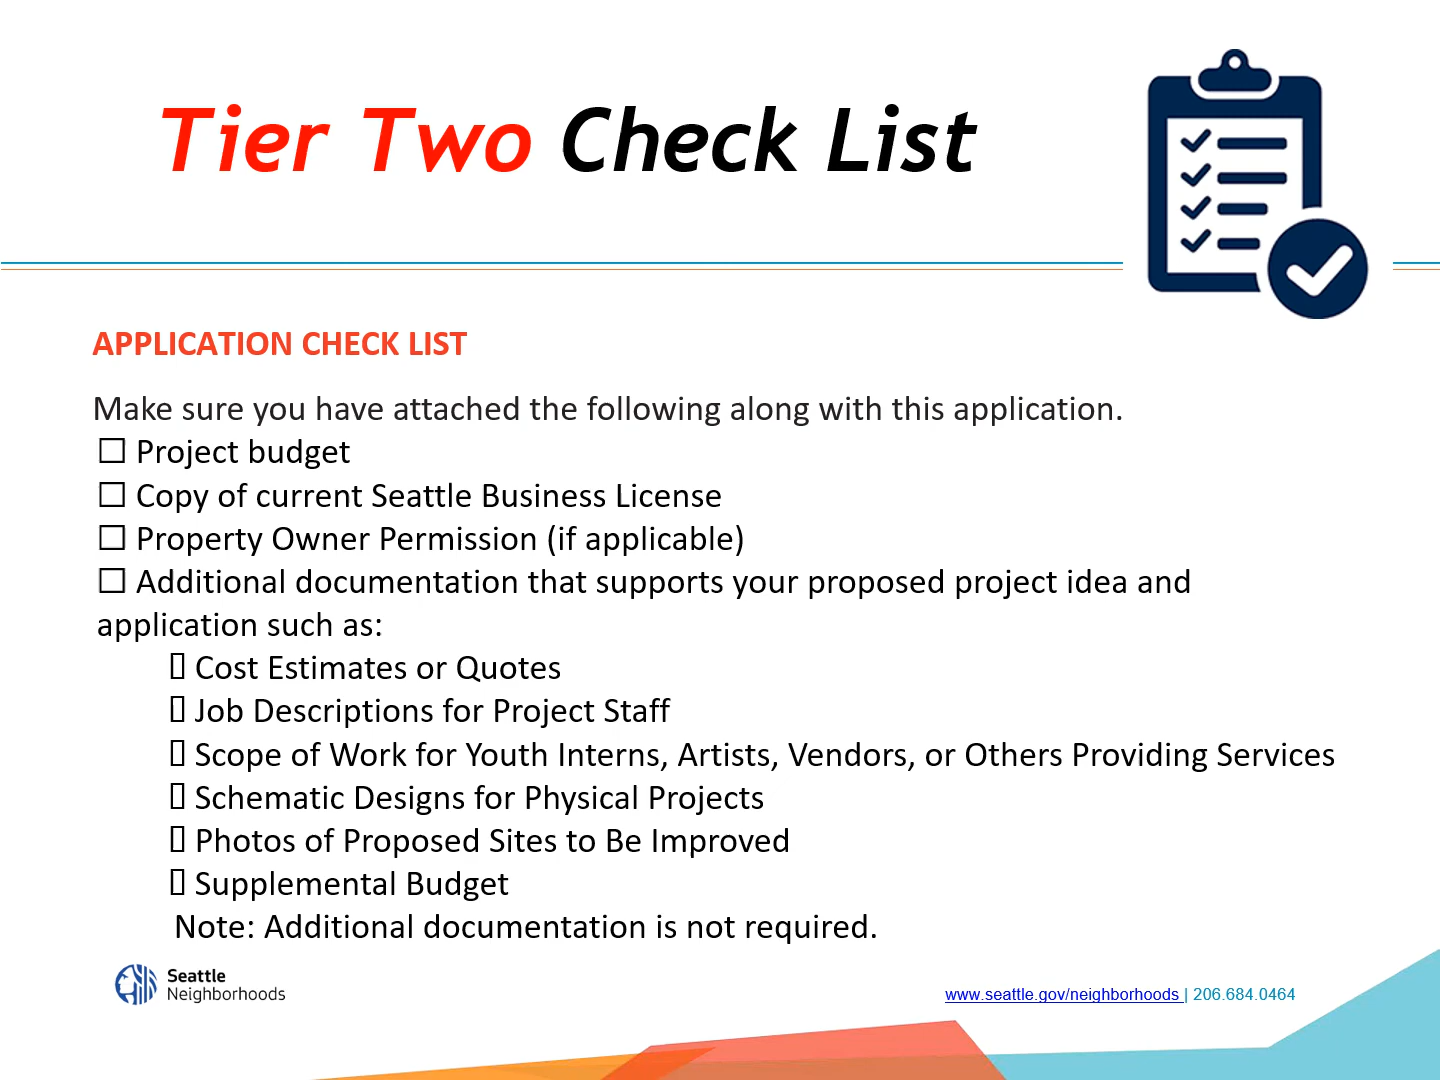 Tier Two Check List
APPLICATION CHECK LIST
Make sure you have attached the following along with this application.
☐ Project budget
☐ Copy of current Seattle Business License
☐ Property Owner Permission (if applicable)
☐ Additional documentation that supports your proposed project idea and
application such as:
▯ Cost Estimates or Quotes
▯ Job Descriptions for Project Staff
▯ Scope of Work for Youth Interns, Artists, Vendors, or Others Providing Services
▯ Schematic Designs for Physical Projects
▯ Photos of Proposed Sites to Be Improved
▯ Supplemental Budget
Note: Additional documentation is not required.
Seattle
Neighborhoods
www.seattle.gov/neighborhoods | 206.684.0464